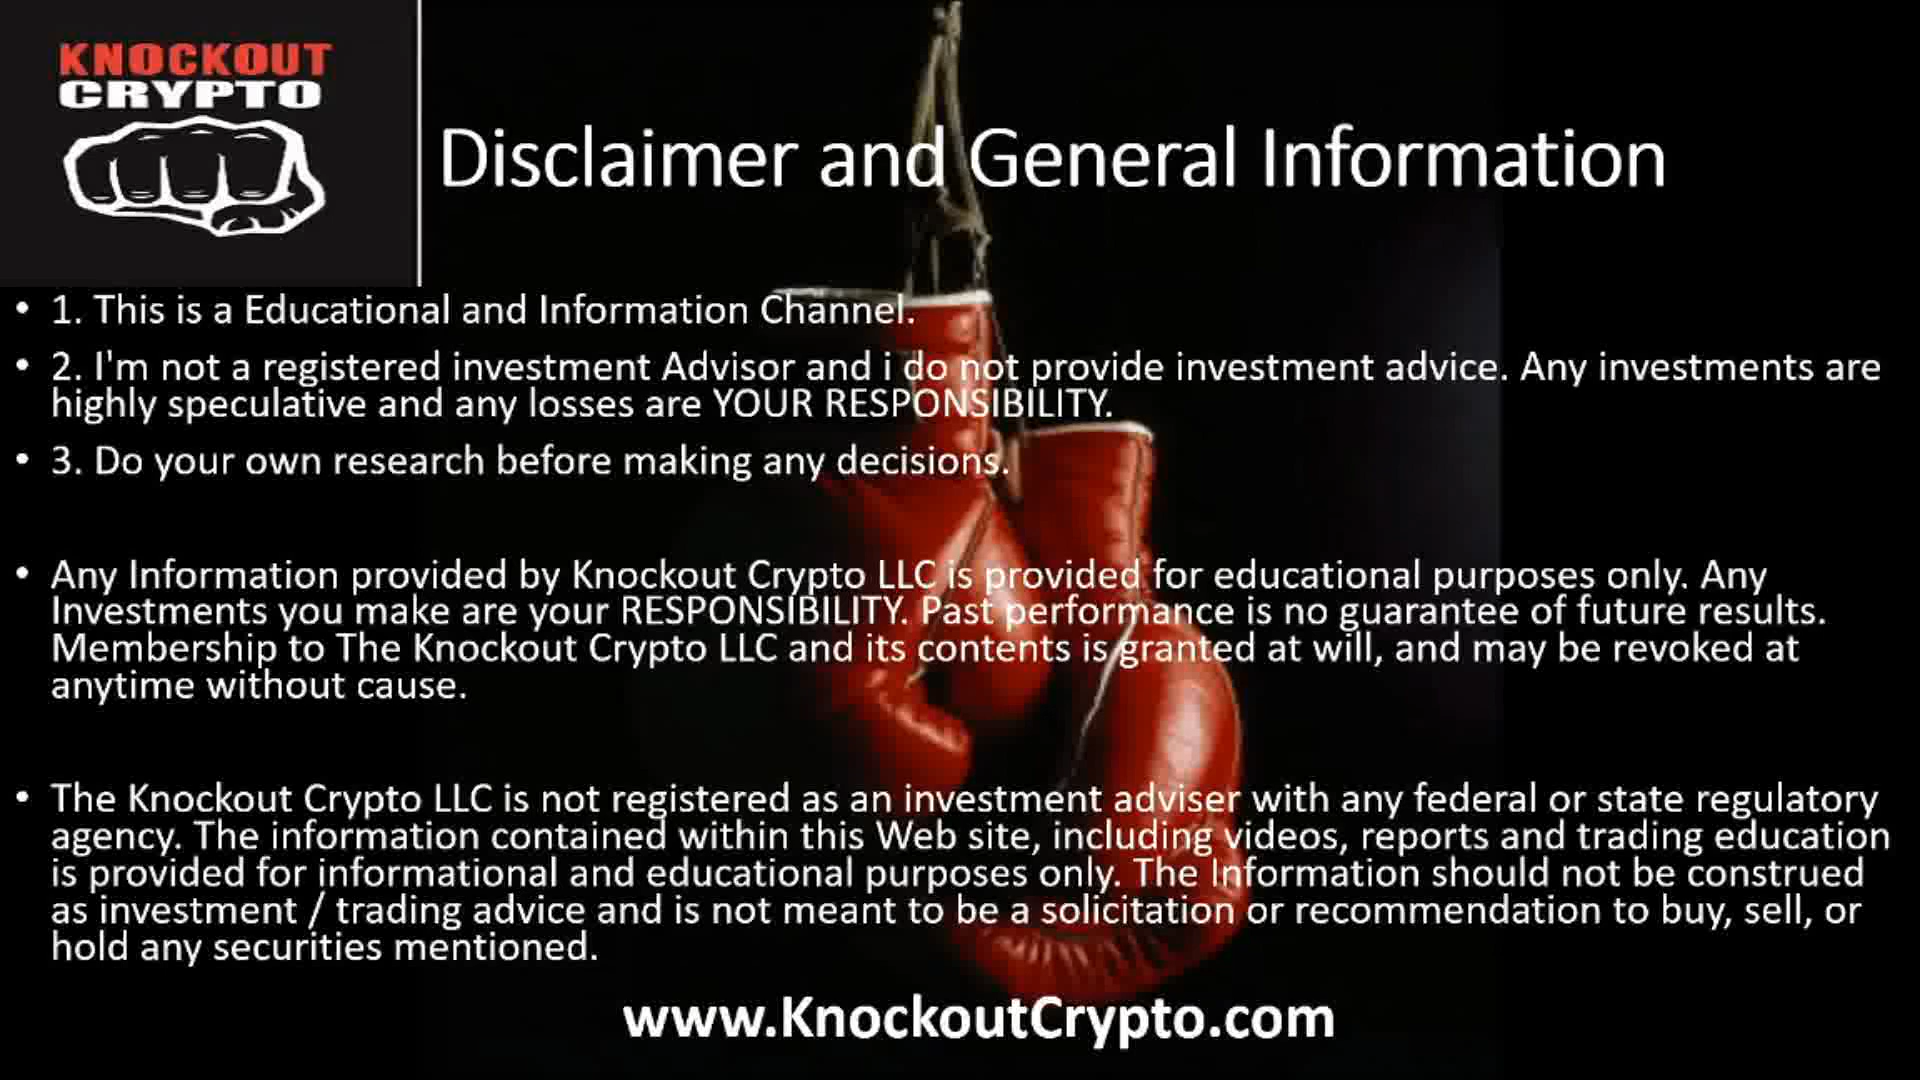 KNOCKOUT
CRYPTO
Disclaimer and General Information
• 1. This is a Educational and Information Channel.
• 2. I'm not a registered investment Advisor and i do not provide investment advice. Any investments are
highly speculative and any losses are YOUR RESPONSIBILITY.
• 3. Do your own research before making any decisions.
• Any Information provided by Knockout Crypto LLC is provided for educational purposes only. Any
Investments you make are your RESPONSIBILITY. Past performance is no guarantee of future results.
Membership to The Knockout Crypto LLC and its contents is granted at will, and may be revoked at
anytime without cause.
• The Knockout Crypto LLC is not registered as an investment adviser with any federal or state regulatory
agency. The information contained within this Web site, including videos, reports and trading education
is provided for informational and educational purposes only. The Information should not be construed
as investment / trading advice and is not meant to be a solicitation or recommendation to buy, sell, or
hold any securities mentioned.
www.KnockoutCrypto.com